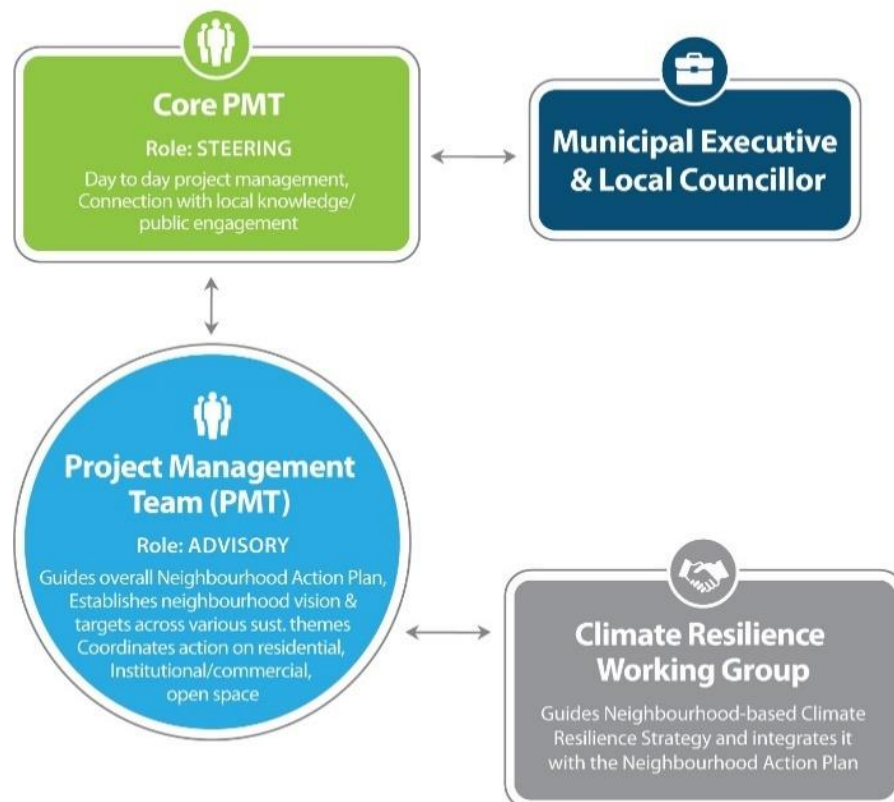 Core PMT
Role: STEERING
Day to day project management,
Connection with local knowledge/
public engagement
Municipal Executive
& Local Councillor
Project Management
Team (PMT)
Role: ADVISORY
Guides overall Neighbourhood Action Plan,
Establishes neighbourhood vision &
targets across various sust. themes
Coordinates action on residential,
Institutional/commercial,
open space
Climate Resilience
Working Group
Guides Neighbourhood-based Climate
Resilience Strategy and integrates it
with the Neighbourhood Action Plan